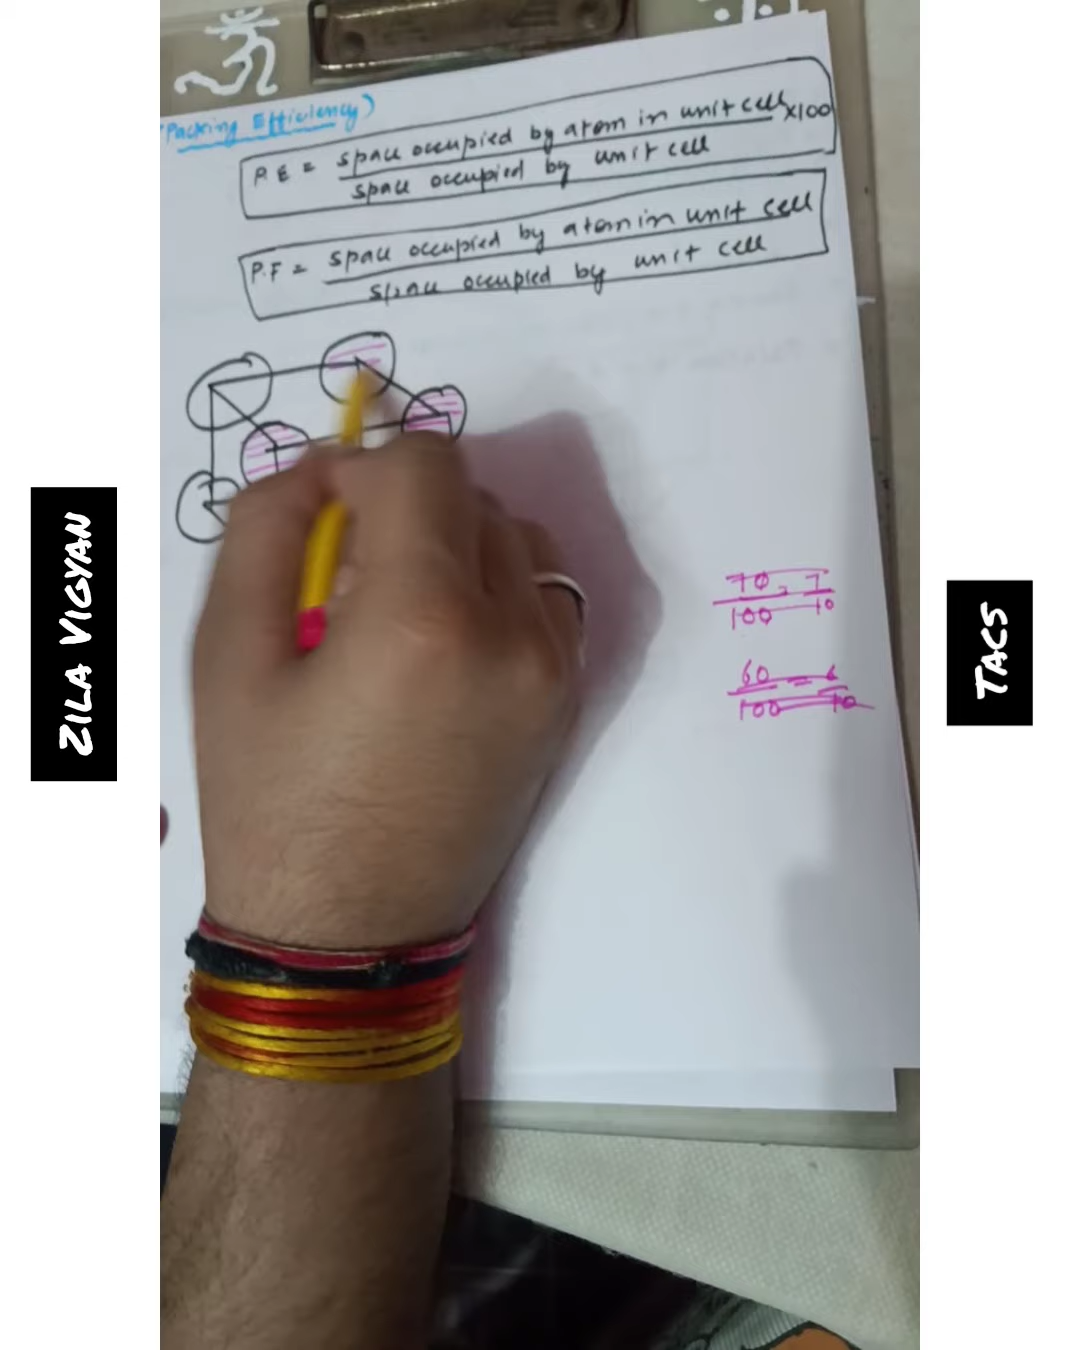 ॐ
(Packing Efficiency)
P.E = space occupied by atom in unit cell x100
space occupied by unit cell
P.F = space occupied by atom in unit cell
space occupied by unit cell
70 = 7
100 10
60 = 6
100 10
ZILA VIGYAN
TACS